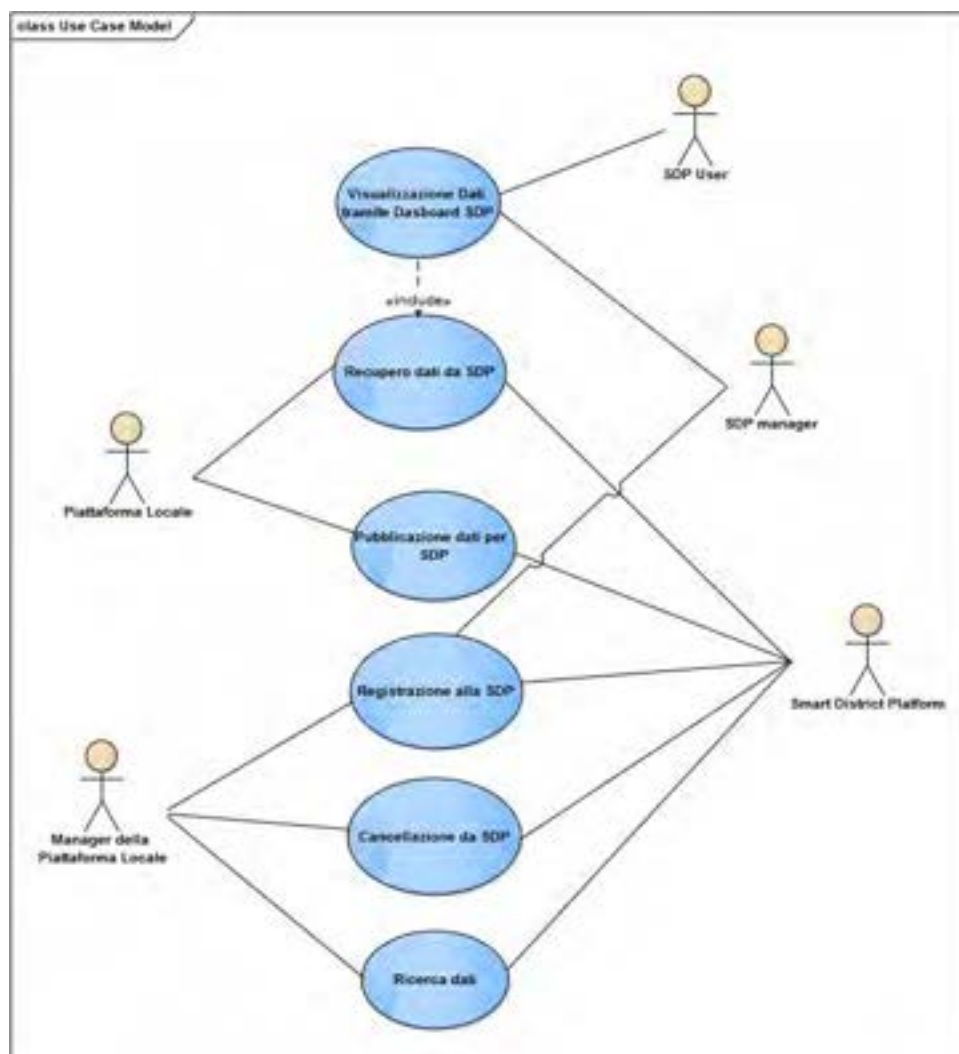 class Use Case Model
SDP User
Visualizzazione Dati
tramite Dasboard SDP
«include»
Recupero dati da SDP
SDP manager
Piattaforma Locale
Pubblicazione dati per
SDP
Registrazione alla SDP
Smart District Platform
Manager della
Piattaforma Locale
Cancellazione da SDP
Ricerca dati